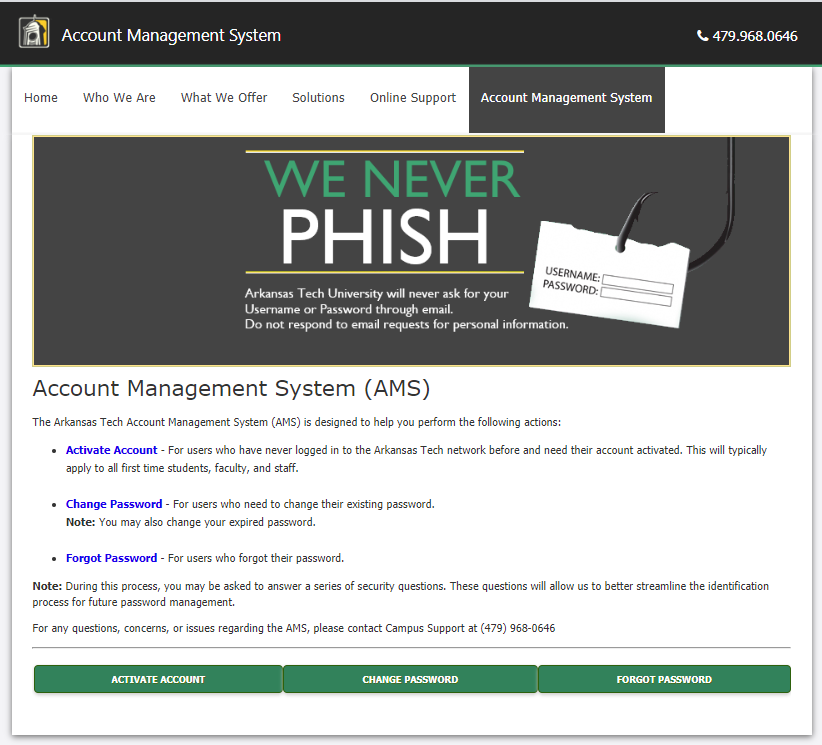 Account Management System
479.968.0646
Home Who We Are What We Offer Solutions Online Support Account Management System
WE NEVER
PHISH
Arkansas Tech University will never ask for your
Username or Password through email.
Do not respond to email requests for personal information.
USERNAME:
PASSWORD:
Account Management System (AMS)
The Arkansas Tech Account Management System (AMS) is designed to help you perform the following actions:
• Activate Account - For users who have never logged in to the Arkansas Tech network before and need their account activated. This will typically
apply to all first time students, faculty, and staff.
• Change Password - For users who need to change their existing password.
Note: You may also change your expired password.
• Forgot Password - For users who forgot their password.
Note: During this process, you may be asked to answer a series of security questions. These questions will allow us to better streamline the identification
process for future password management.
For any questions, concerns, or issues regarding the AMS, please contact Campus Support at (479) 968-0646
ACTIVATE ACCOUNT CHANGE PASSWORD FORGOT PASSWORD